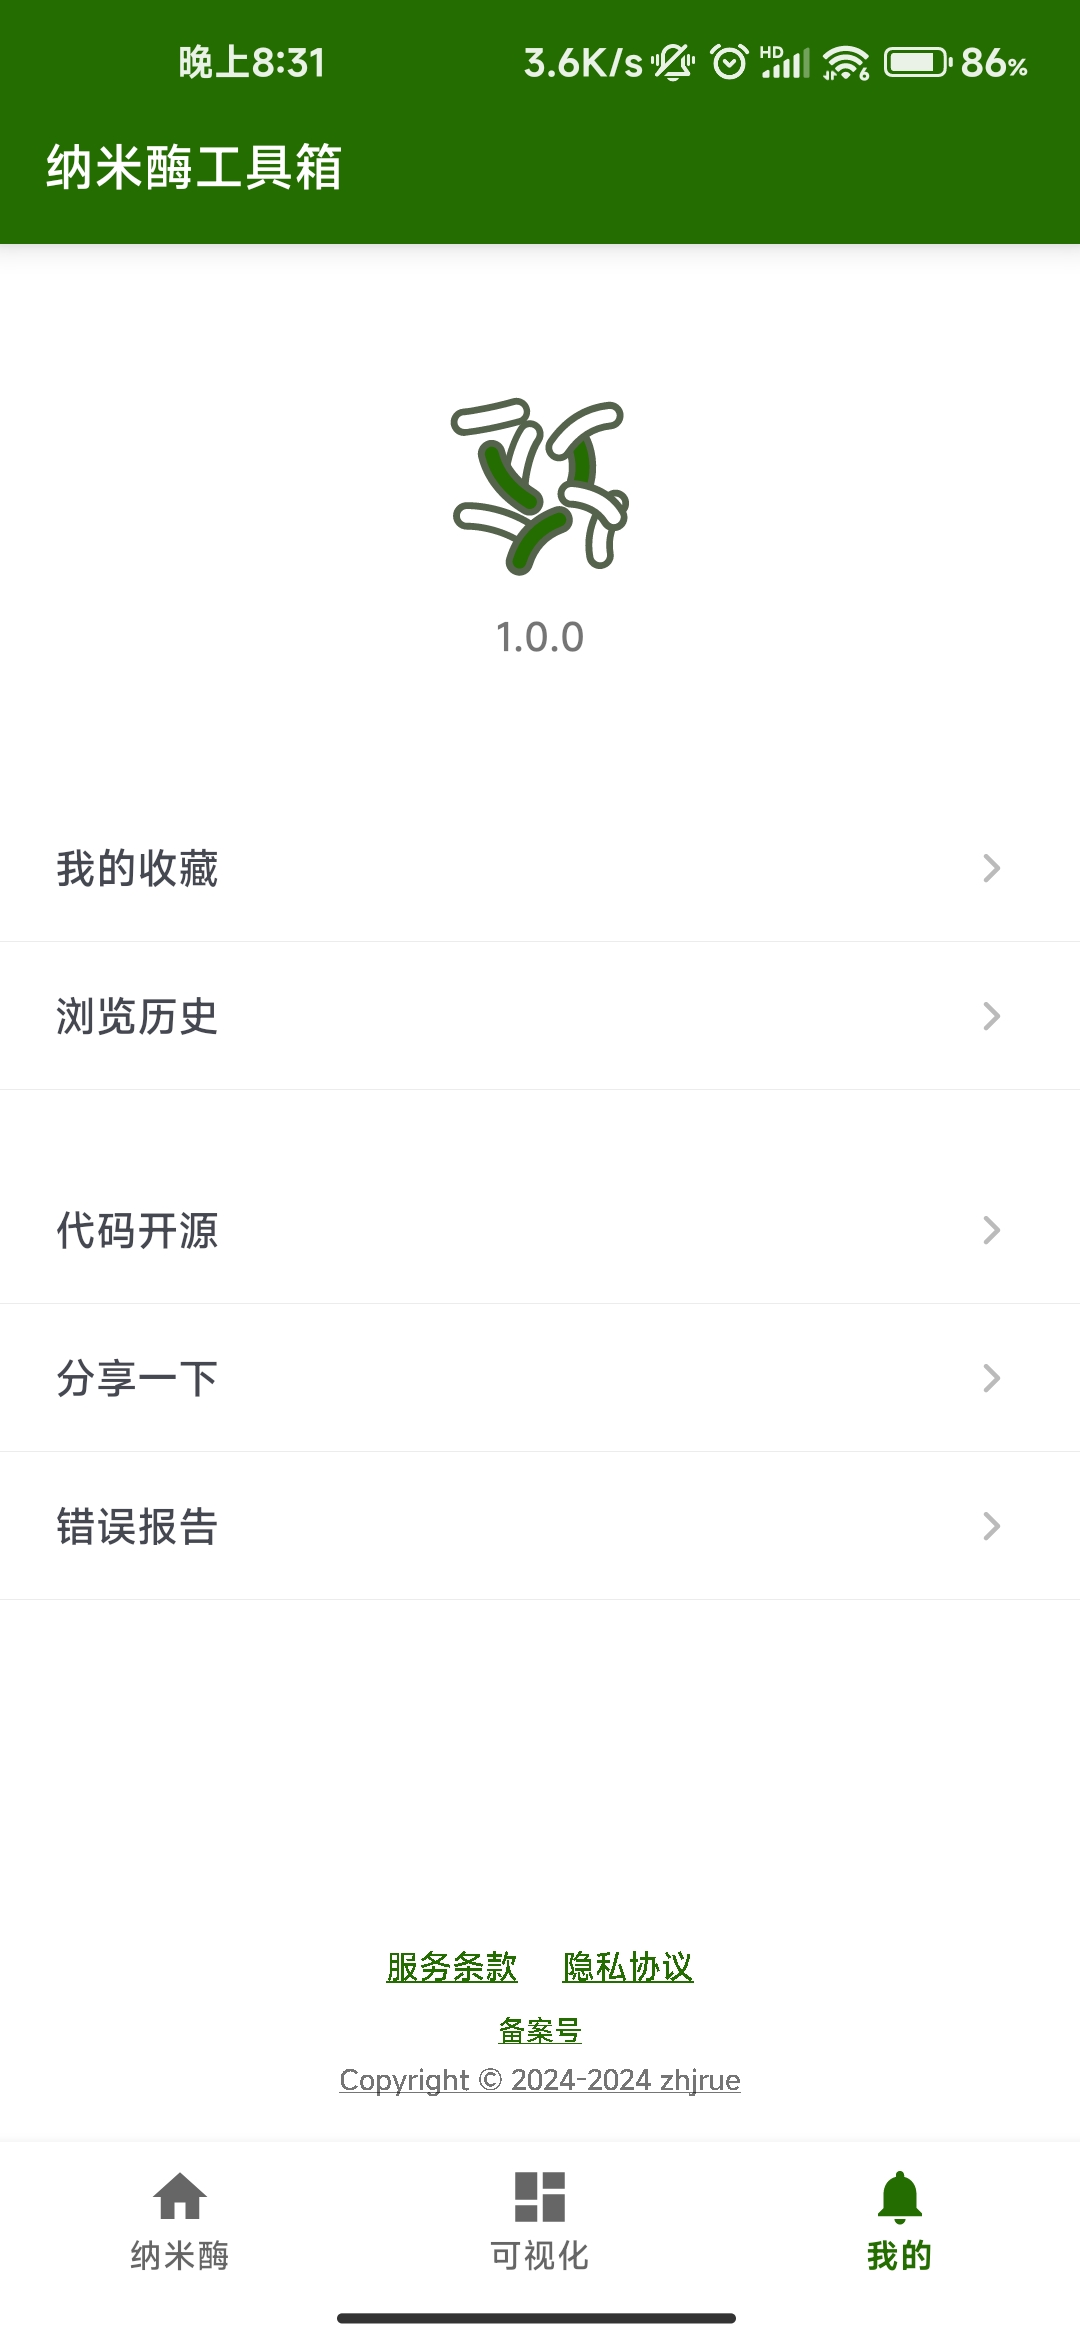 晚上8:31 3.6K/s HD 6 86%
纳米酶工具箱
1.0.0
我的收藏
浏览历史
代码开源
分享一下
错误报告
服务条款 隐私协议
备案号
Copyright © 2024-2024 zhjrue
纳米酶 可视化 我的